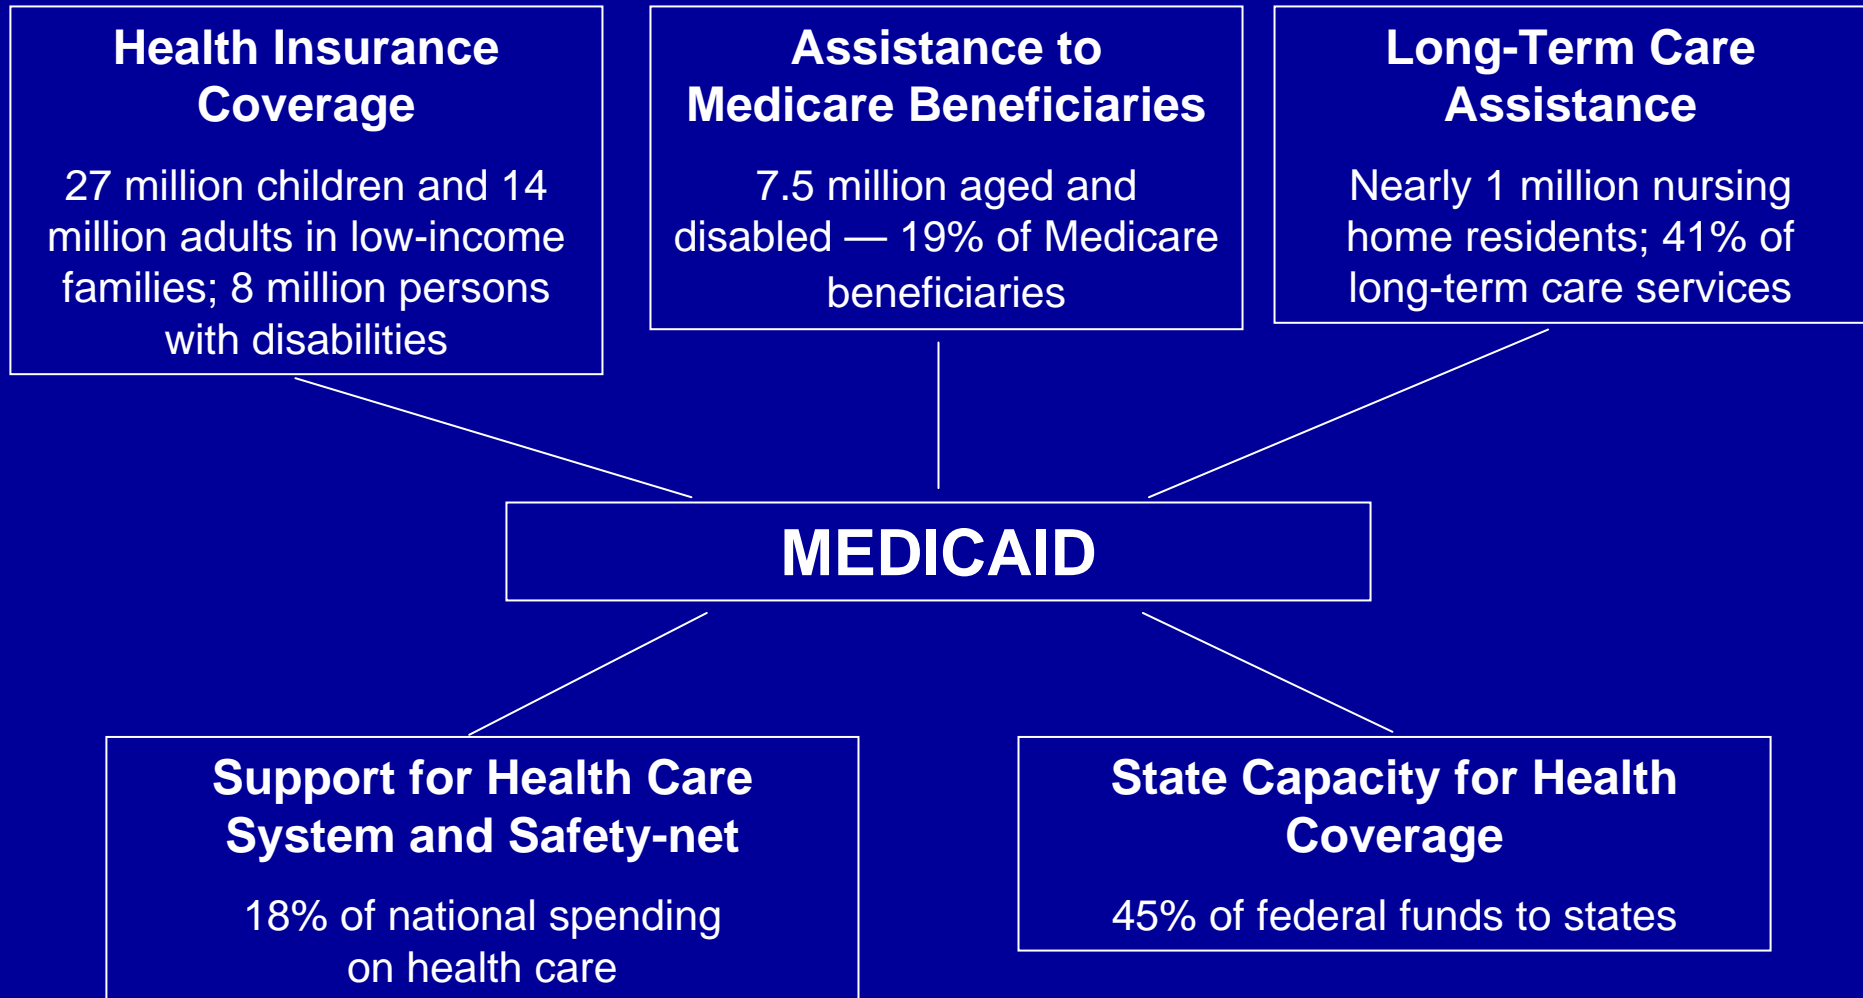 Health Insurance
Coverage
27 million children and 14
million adults in low-income
families; 8 million persons
with disabilities
Assistance to
Medicare Beneficiaries
7.5 million aged and
disabled — 19% of Medicare
beneficiaries
Long-Term Care
Assistance
Nearly 1 million nursing
home residents; 41% of
long-term care services
MEDICAID
Support for Health Care
System and Safety-net
18% of national spending
on health care
State Capacity for Health
Coverage
45% of federal funds to states